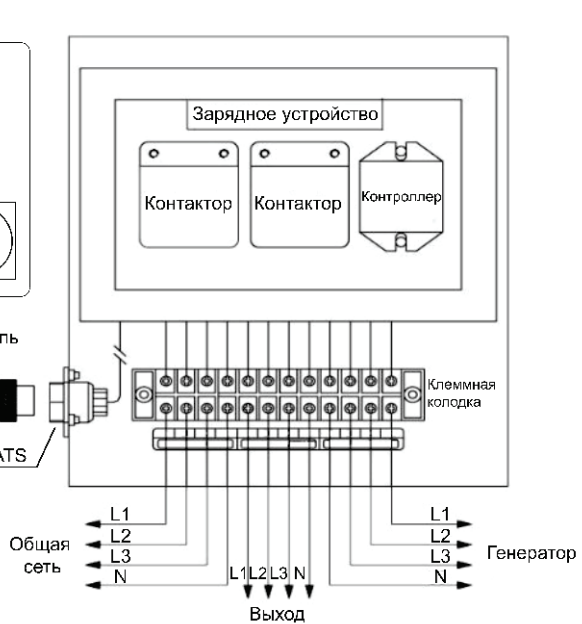 Зарядное устройство
Контактор
Контактор
Контроллер
Клеммная
колодка
L1
L2
L3
N
Общая
сеть
L1 L2 L3 N
Выход
L1
L2
L3
N
Генератор
ATS